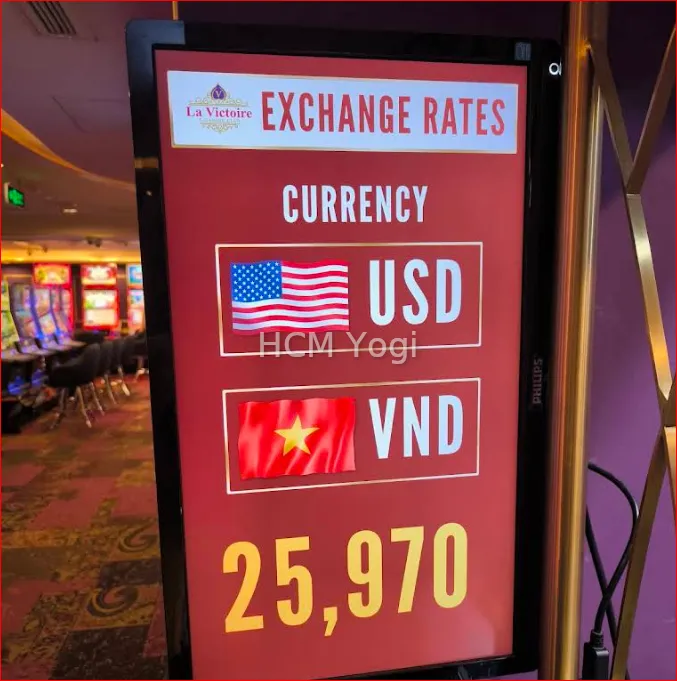 La Victoire
EXCHANGE RATES
CURRENCY
USD
HCM Yogi
VND
25,970
PHILIPS